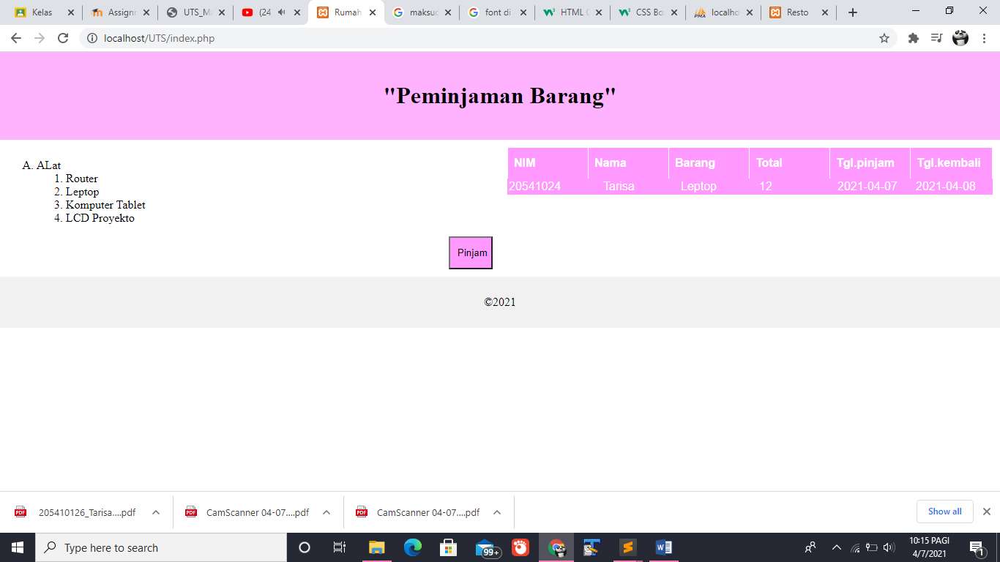 Kelas
Assignm
UTS_M
(24
Rumah
maksud
font di
HTML
CSS Bo
localho
Resto
localhost/UTS/index.php
"Peminjaman Barang"
A. ALat
1. Router
2. Leptop
3. Komputer Tablet
4. LCD Proyekto
NIM Nama Barang Total Tgl.pinjam Tgl.kembali
20541024 Tarisa Leptop 12 2021-04-07 2021-04-08
Pinjam
©2021
205410126_Tarisa....pdf
CamScanner 04-07....pdf
CamScanner 04-07....pdf
Show all
Type here to search
99+
10:15 PAGI
4/7/2021
1